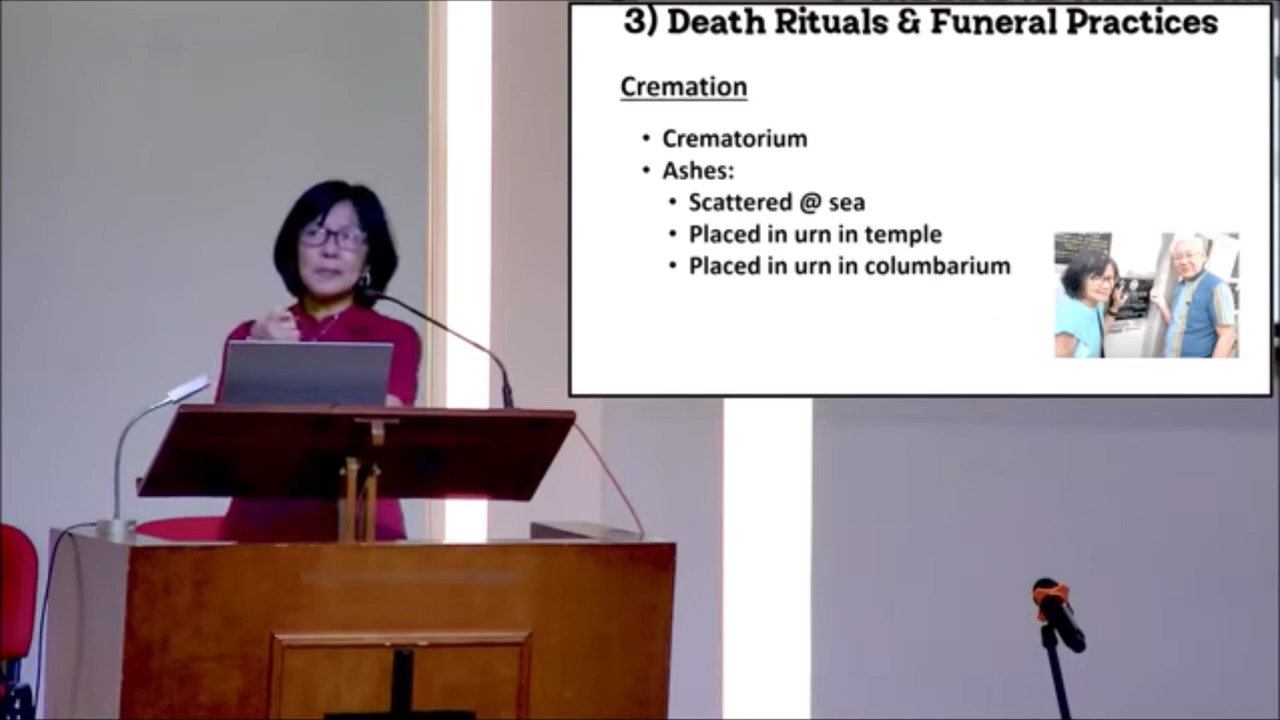 3) Death Rituals & Funeral Practices
Cremation
• Crematorium
• Ashes:
• Scattered @ sea
• Placed in urn in temple
• Placed in urn in columbarium